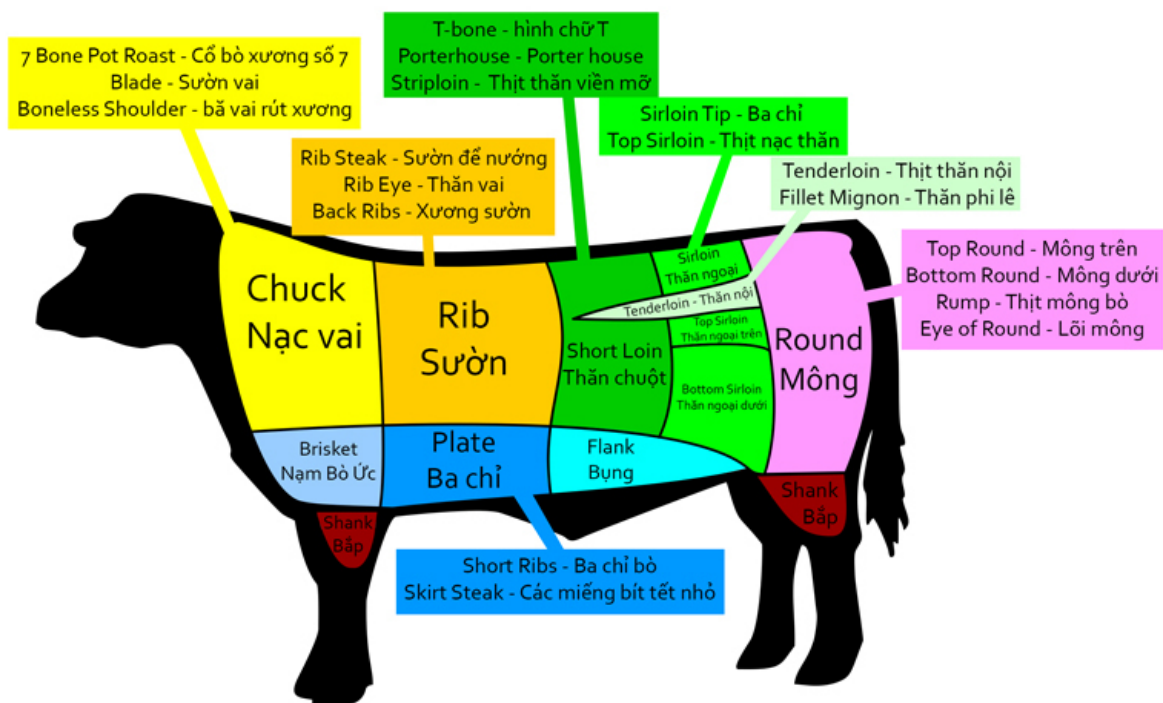 7 Bone Pot Roast - Cổ bò xương số 7
Blade - Sườn vai
Boneless Shoulder - bă vai rút xương
T-bone - hình chữ T
Porterhouse - Porter house
Striploin - Thịt thăn viền mỡ
Sirloin Tip - Ba chỉ
Top Sirloin - Thịt nạc thăn
Rib Steak - Sườn để nướng
Rib Eye - Thăn vai
Back Ribs - Xương sườn
Tenderloin - Thịt thăn nội
Fillet Mignon - Thăn phi lê
Top Round - Mông trên
Bottom Round - Mông dưới
Rump - Thịt mông bò
Eye of Round - Lõi mông
Chuck
Nạc vai
Rib
Sườn
Short Loin
Thăn chuột
Sirloin
Thăn ngoại
Tenderloin - Thăn nội
Top Sirloin
Thăn ngoại trên
Bottom Sirloin
Thăn ngoại dưới
Round
Mông
Brisket
Nạm Bò Ức
Plate
Ba chỉ
Flank
Bụng
Shank
Bắp
Shank
Bắp
Short Ribs - Ba chỉ bò
Skirt Steak - Các miếng bít tết nhỏ